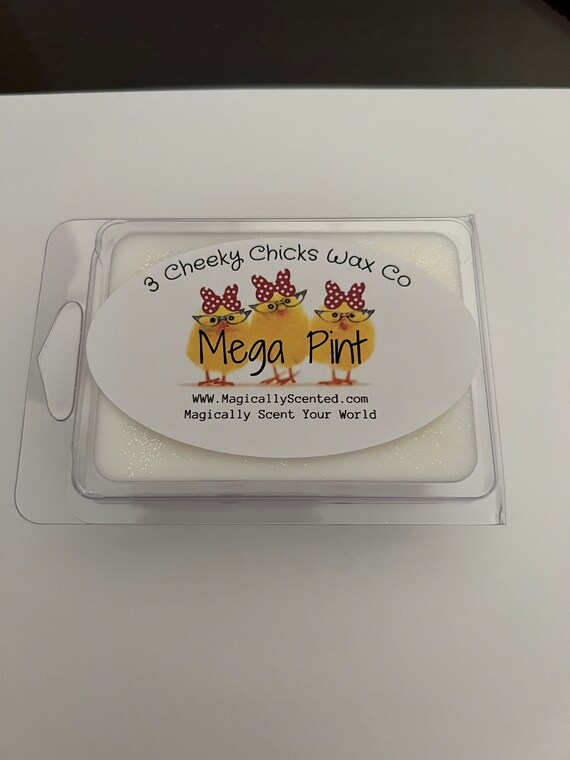 3 Cheeky Chicks Wax Co
Mega Pint
WWW.MagicallyScented.com
Magically Scent Your World